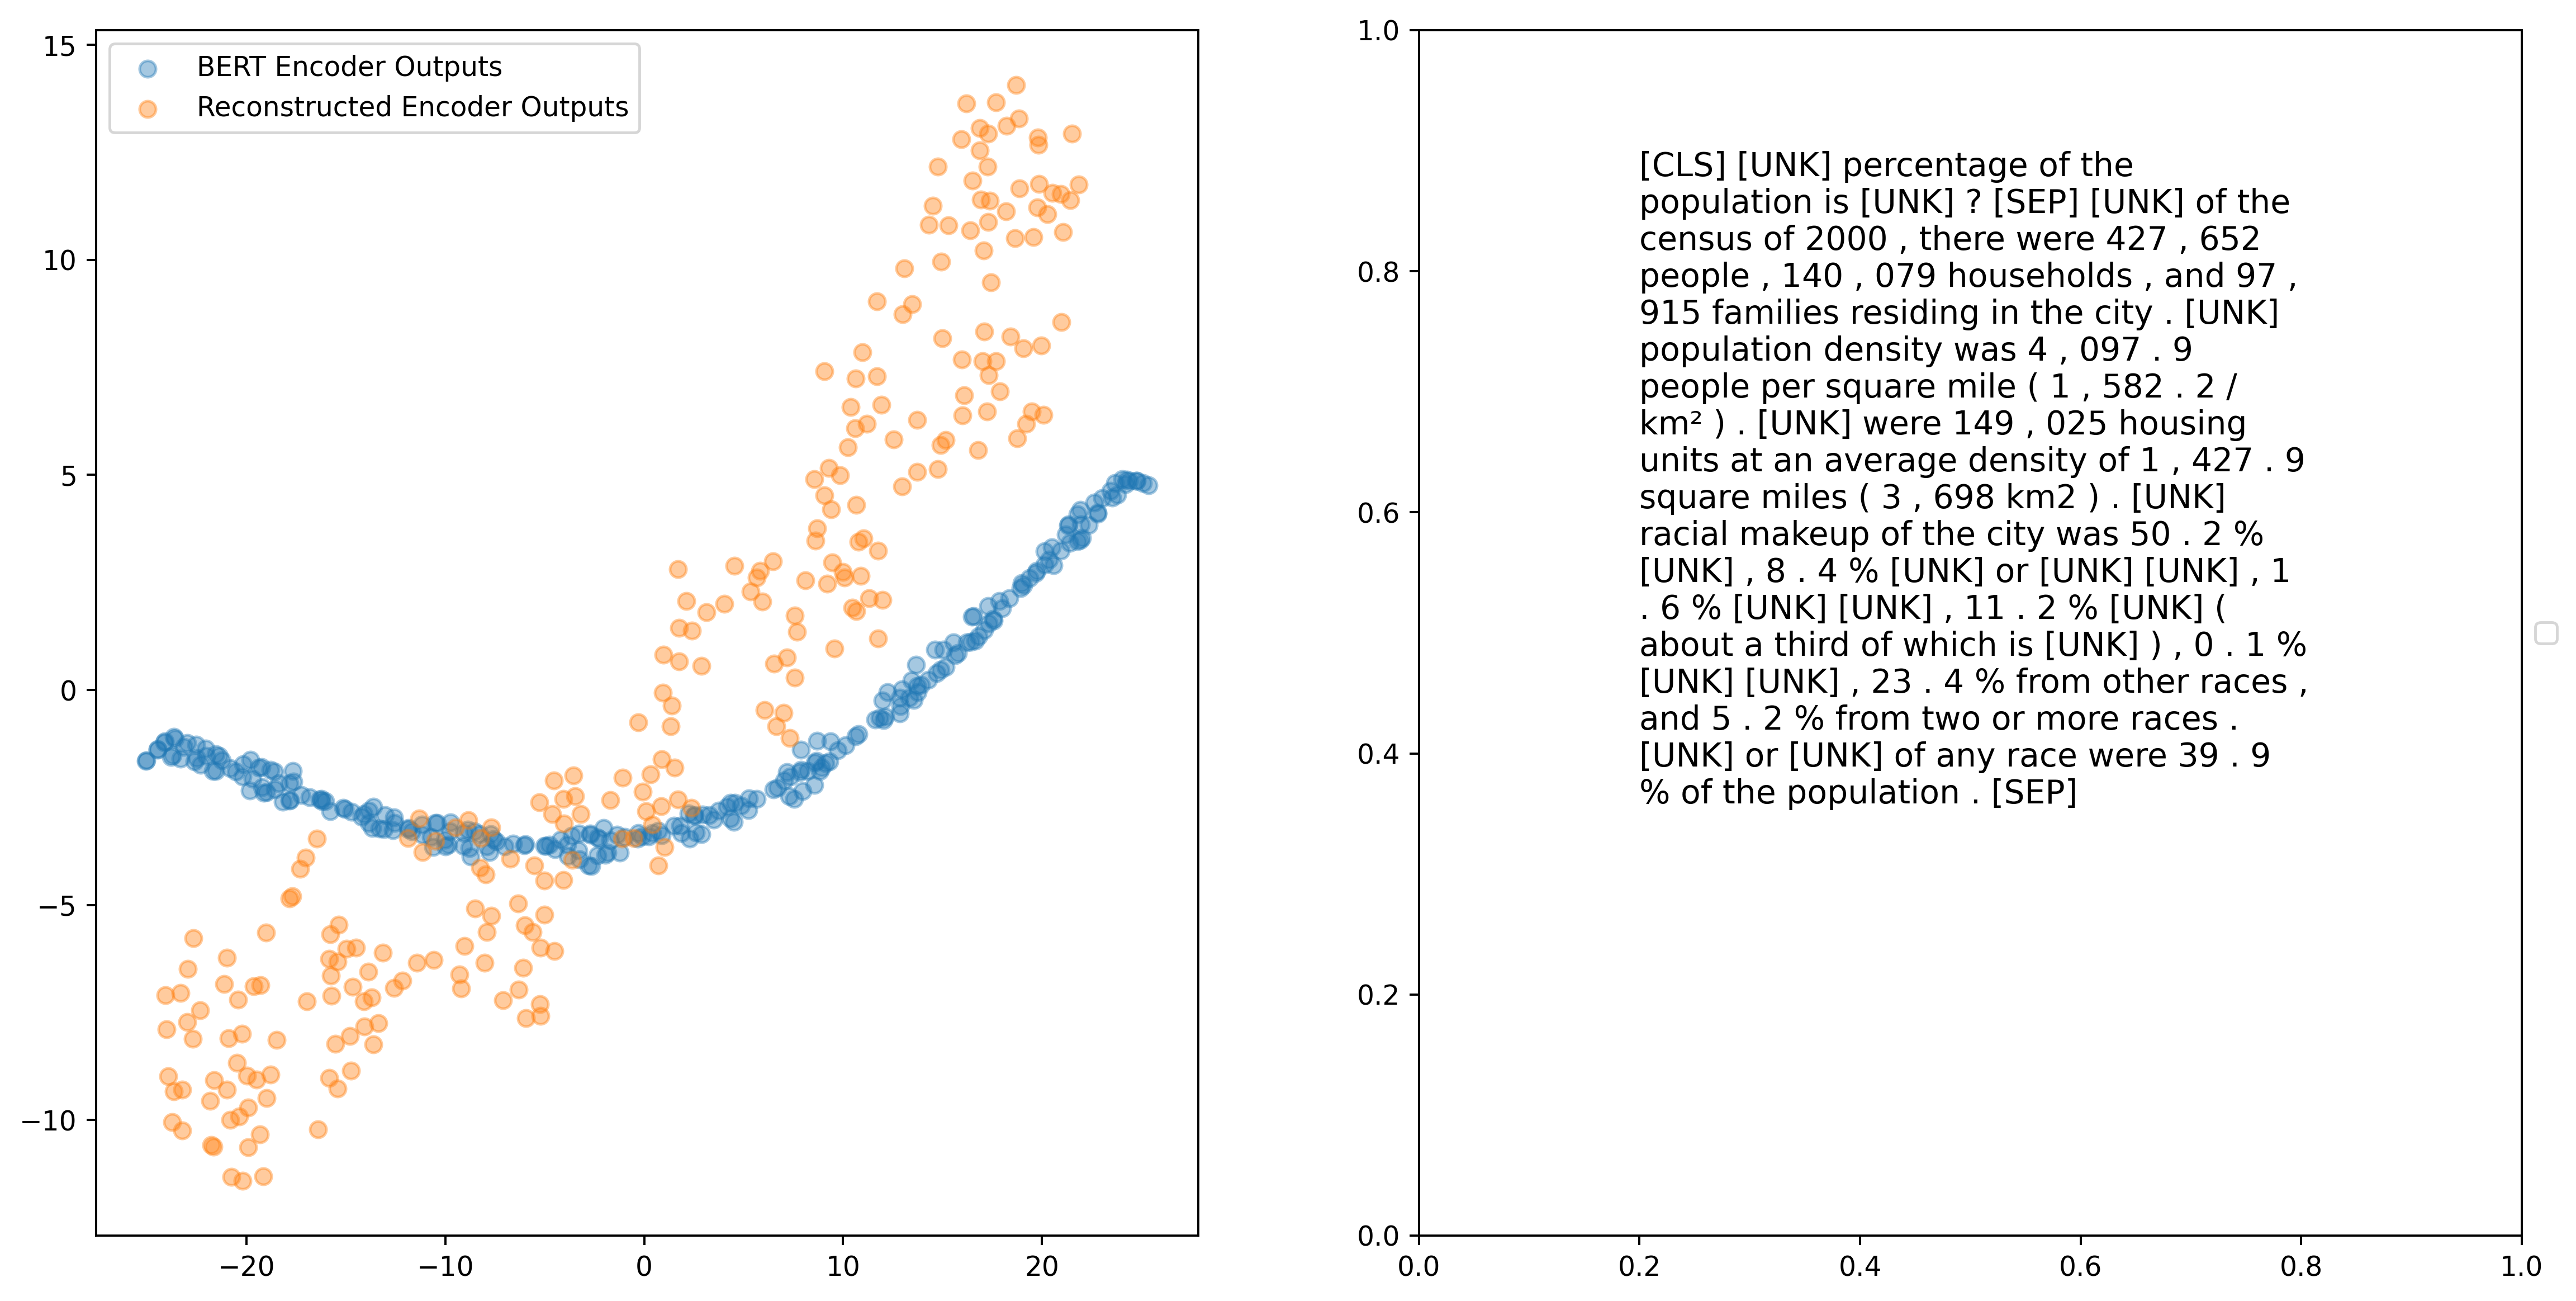 BERT Encoder Outputs
Reconstructed Encoder Outputs
15
10
5
0
−5
−10
−20
−10
0
10
20
1.0
0.8
0.6
0.4
0.2
0.0
0.0
0.2
0.4
0.6
0.8
1.0
[CLS] [UNK] percentage of the
population is [UNK] ? [SEP] [UNK] of the
census of 2000 , there were 427 , 652
people , 140 , 079 households , and 97 ,
915 families residing in the city . [UNK]
population density was 4 , 097 . 9
people per square mile ( 1 , 582 . 2 /
km² ) . [UNK] were 149 , 025 housing
units at an average density of 1 , 427 . 9
square miles ( 3 , 698 km2 ) . [UNK]
racial makeup of the city was 50 . 2 %
[UNK] , 8 . 4 % [UNK] or [UNK] [UNK] , 1
. 6 % [UNK] [UNK] , 11 . 2 % [UNK] (
about a third of which is [UNK] ) , 0 . 1 %
[UNK] [UNK] , 23 . 4 % from other races ,
and 5 . 2 % from two or more races .
[UNK] or [UNK] of any race were 39 . 9
% of the population . [SEP]